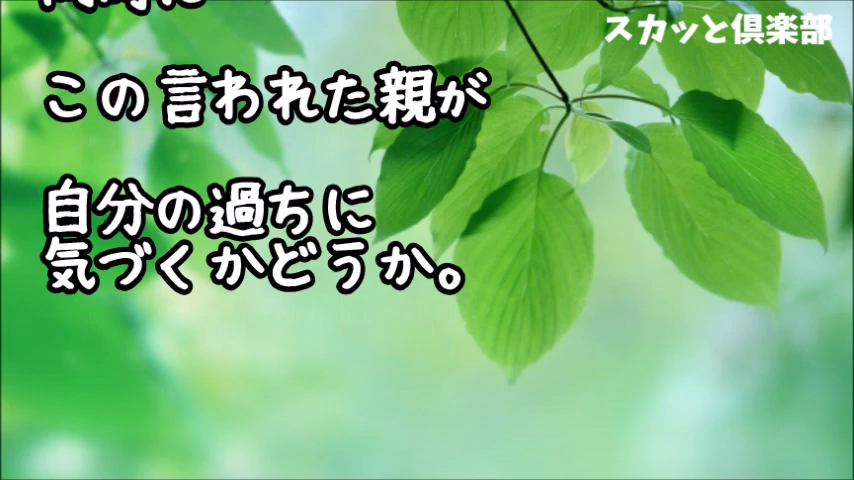 スカッと倶楽部
この言われた親が
自分の過ちに
気づくかどうか。